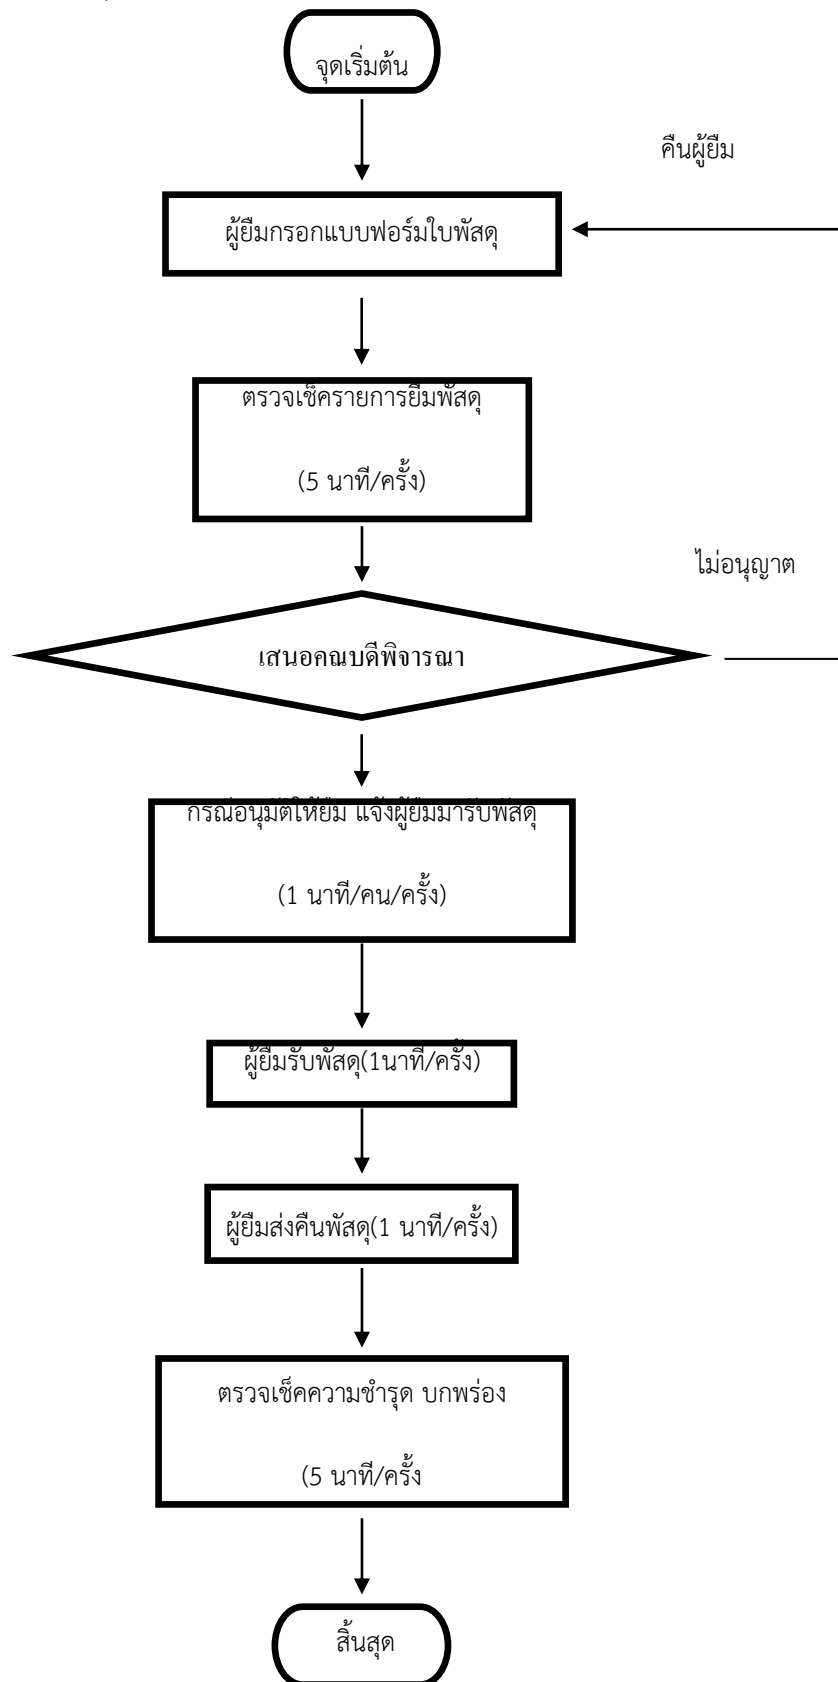 จุดเริ่มต้น
คืนผู้ยืม
ผู้ยืมกรอกแบบฟอร์มใบพัสดุ
ตรวจเช็ครายการยืมพัสดุ
(5 นาที/ครั้ง)
ไม่อนุญาต
เสนอคณบดีพิจารณา
กรณีอนุมัติให้ยืม แจ้งผู้ยืมมารับพัสดุ
(1 นาที/คน/ครั้ง)
ผู้ยืมรับพัสดุ(1นาที/ครั้ง)
ผู้ยืมส่งคืนพัสดุ(1 นาที/ครั้ง)
ตรวจเช็คความชำรุด บกพร่อง
(5 นาที/ครั้ง
สิ้นสุด